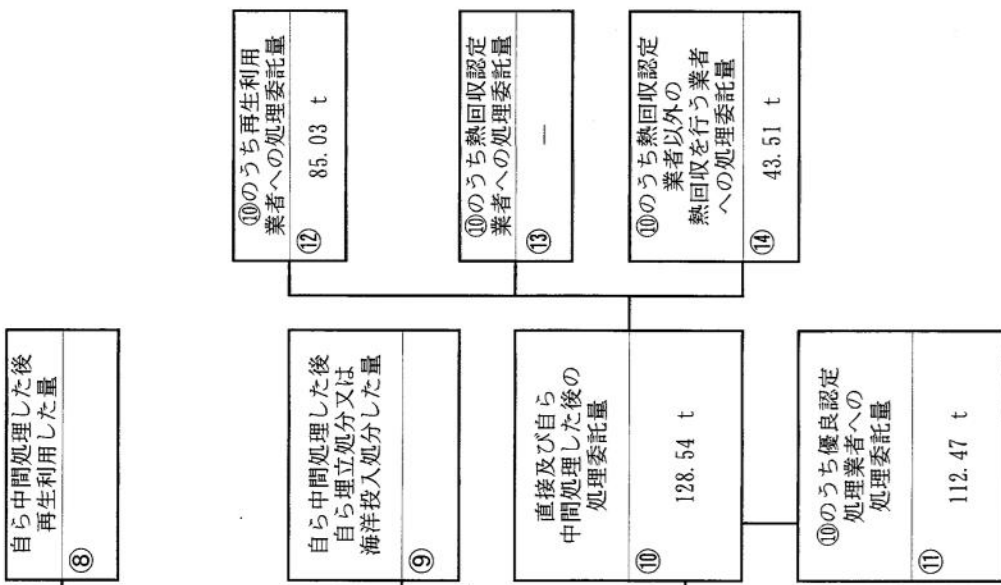 自ら中間処理した後
再生利用した量
⑧
自ら中間処理した後
自ら埋立処分又は
海洋投入処分した量
⑨
直接及び自ら
中間処理した後の
処理委託量
⑩
128.54 t
⑩のうち優良認定
処理業者への
処理委託量
⑪
112.47 t
⑩のうち再生利用
業者への処理委託量
⑫
85.03 t
⑩のうち熱回収認定
業者への処理委託量
⑬
—
⑩のうち熱回収認定
業者以外の
熱回収を行う業者
への処理委託量
⑭
43.51 t